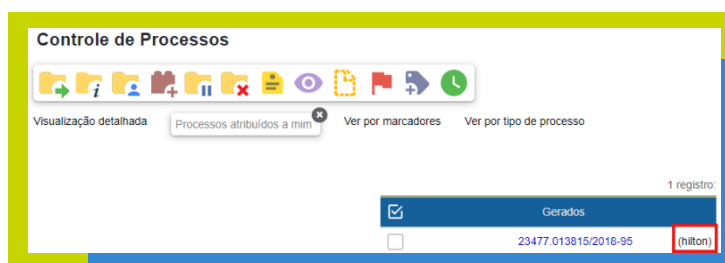 Controle de Processos
Visualização detalhada Processos atribuídos a mim Ver por marcadores Ver por tipo de processo
1 registro:
Gerados
23477.013815/2018-95 (hilton)